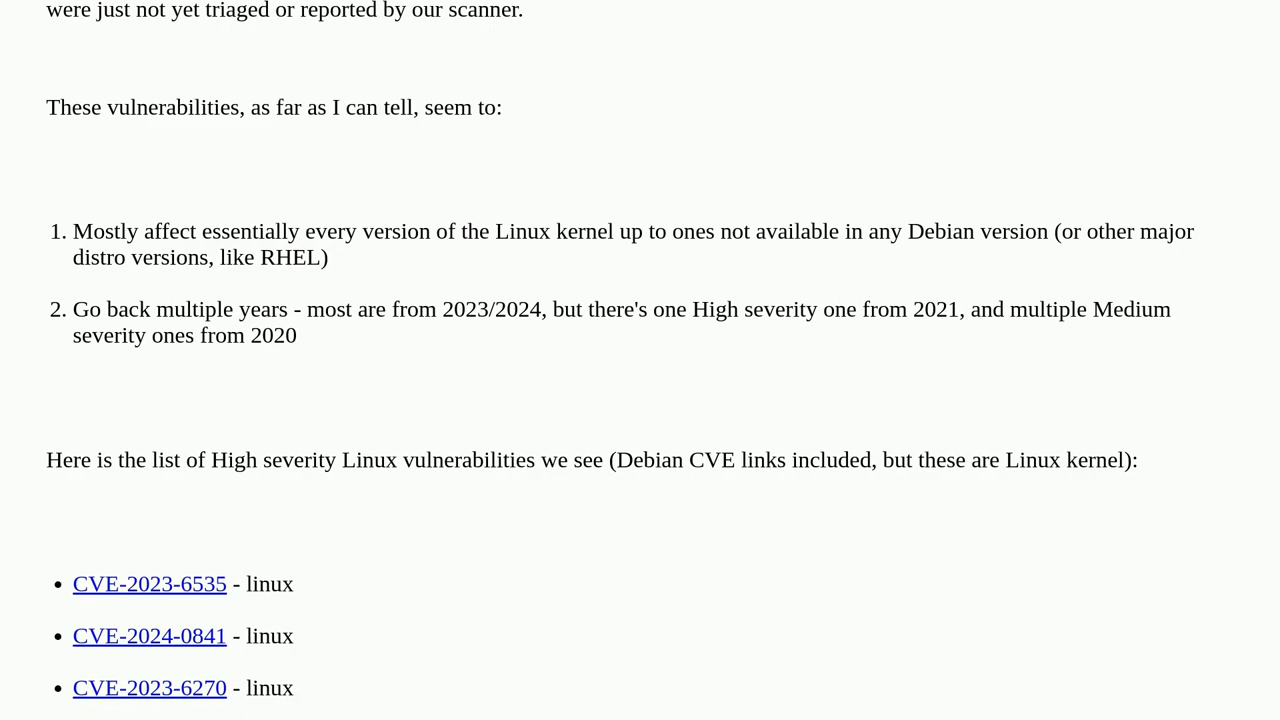 were just not yet triaged or reported by our scanner.
These vulnerabilities, as far as I can tell, seem to:
1. Mostly affect essentially every version of the Linux kernel up to ones not available in any Debian version (or other major
distro versions, like RHEL)
2. Go back multiple years - most are from 2023/2024, but there's one High severity one from 2021, and multiple Medium
severity ones from 2020
Here is the list of High severity Linux vulnerabilities we see (Debian CVE links included, but these are Linux kernel):
• CVE-2023-6535 - linux
• CVE-2024-0841 - linux
• CVE-2023-6270 - linux